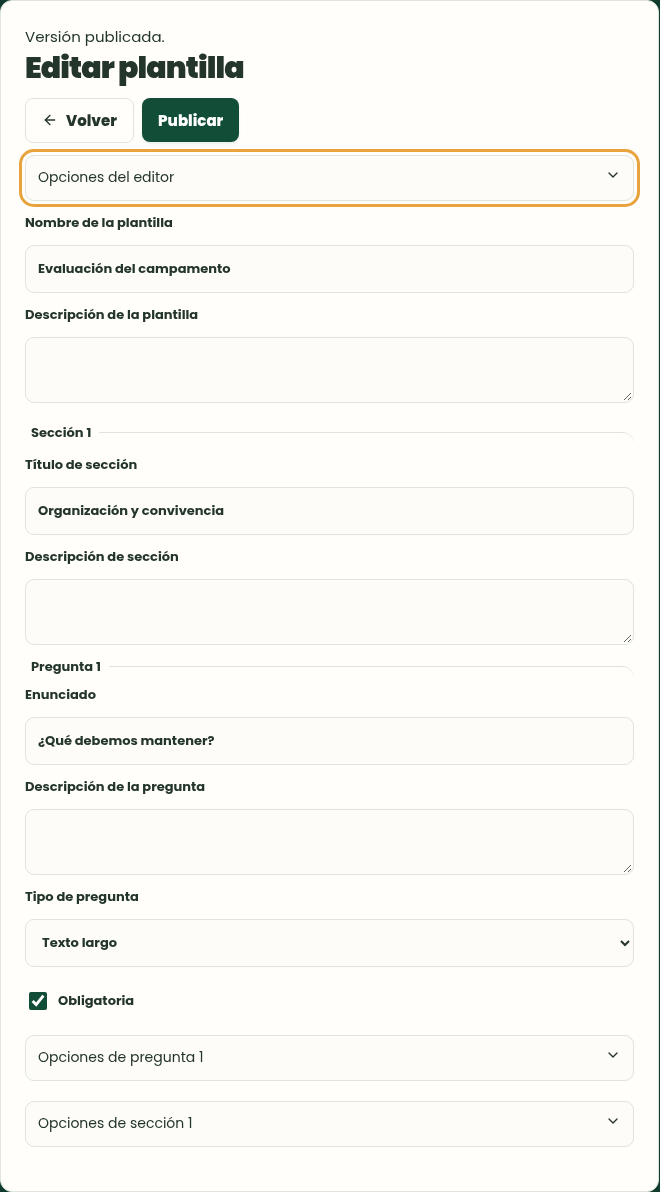 Versión publicada.
Editar plantilla
Volver
Publicar
Opciones del editor
Nombre de la plantilla
Evaluación del campamento
Descripción de la plantilla
Sección 1
Título de sección
Organización y convivencia
Descripción de sección
Pregunta 1
Enunciado
¿Qué debemos mantener?
Descripción de la pregunta
Tipo de pregunta
Texto largo
Obligatoria
Opciones de pregunta 1
Opciones de sección 1